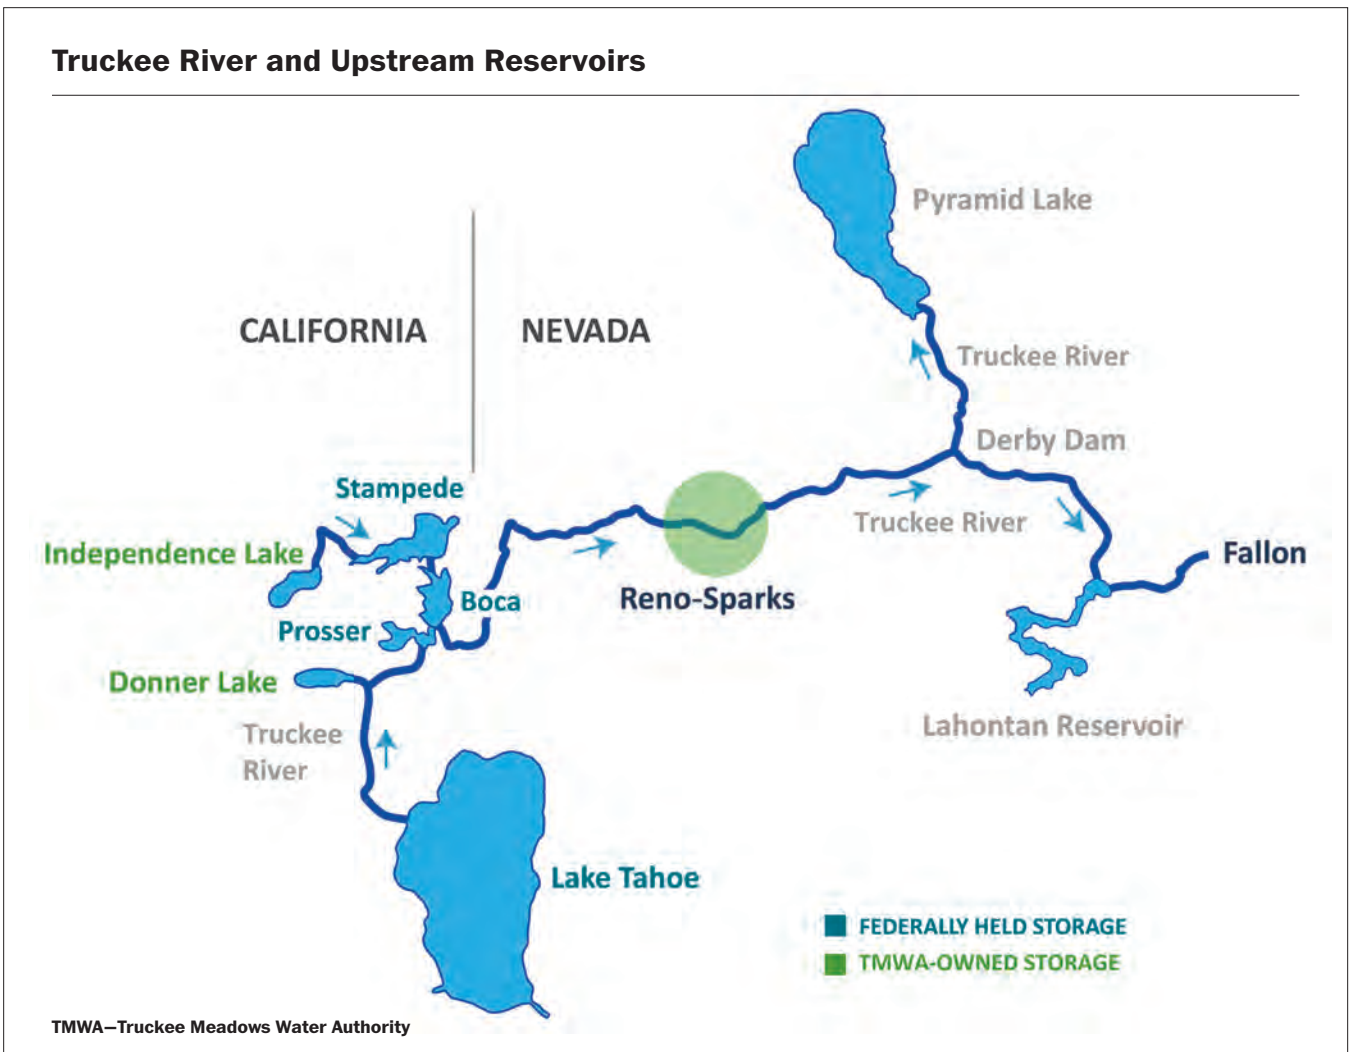 Truckee River and Upstream Reservoirs
Pyramid Lake
CALIFORNIA
NEVADA
Truckee River
Derby Dam
Stampede
Truckee River
Independence Lake
Fallon
Boca
Reno-Sparks
Prosser
Donner Lake
Lahontan Reservoir
Truckee
River
Lake Tahoe
FEDERALLY HELD STORAGE
TMWA-OWNED STORAGE
TMWA—Truckee Meadows Water Authority